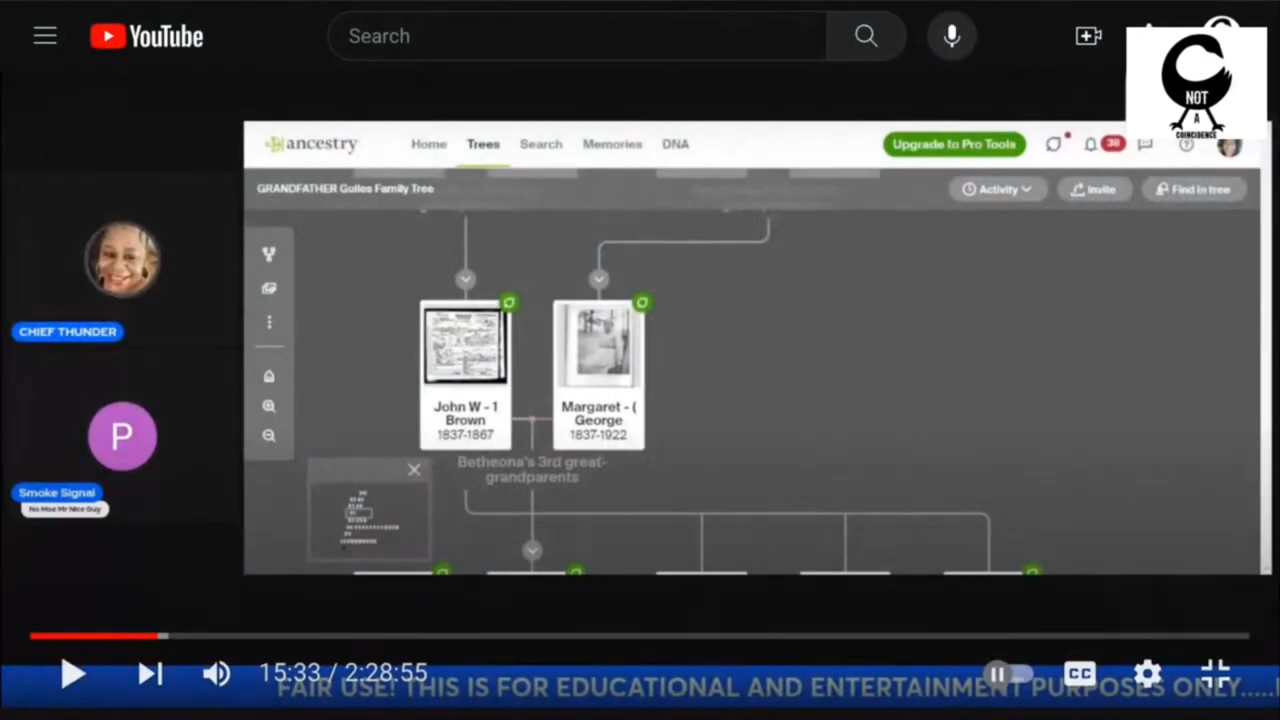 YouTube
Search
NOT
A
COINCIDENCE
ancestry
Home Trees Search Memories DNA
Upgrade to Pro Tools
38
GRANDFATHER Guiles Family Tree
Activity
Invite
Find in tree
CHIEF THUNDER
P
Smoke Signal
No Moe Mr Nice Guy
John W - 1
Brown
1837-1867
Margaret - (
George
1837-1922
Betheona's 3rd great-
grandparents
15:33 / 2:28:55
CC
FAIR USE! THIS IS FOR EDUCATIONAL AND ENTERTAINMENT PURPOSES ONLY.....